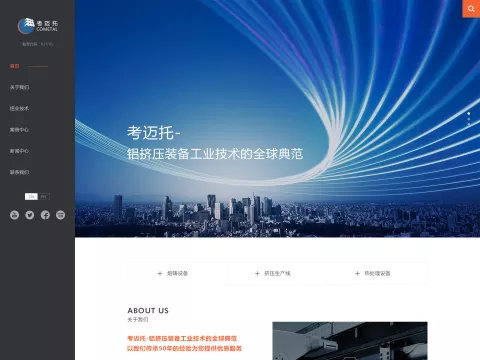 考迈托
COMETAL
首页
关于我们
铝业技术
案例中心
新闻中心
联系我们
CN
EN
考迈托-
铝挤压装备工业技术的全球典范
熔铸设备
挤压生产线
热处理设备
ABOUT US
关于我们
考迈托-铝挤压装备工业技术的全球典范
以我们传承50年的经验为您提供优质服务